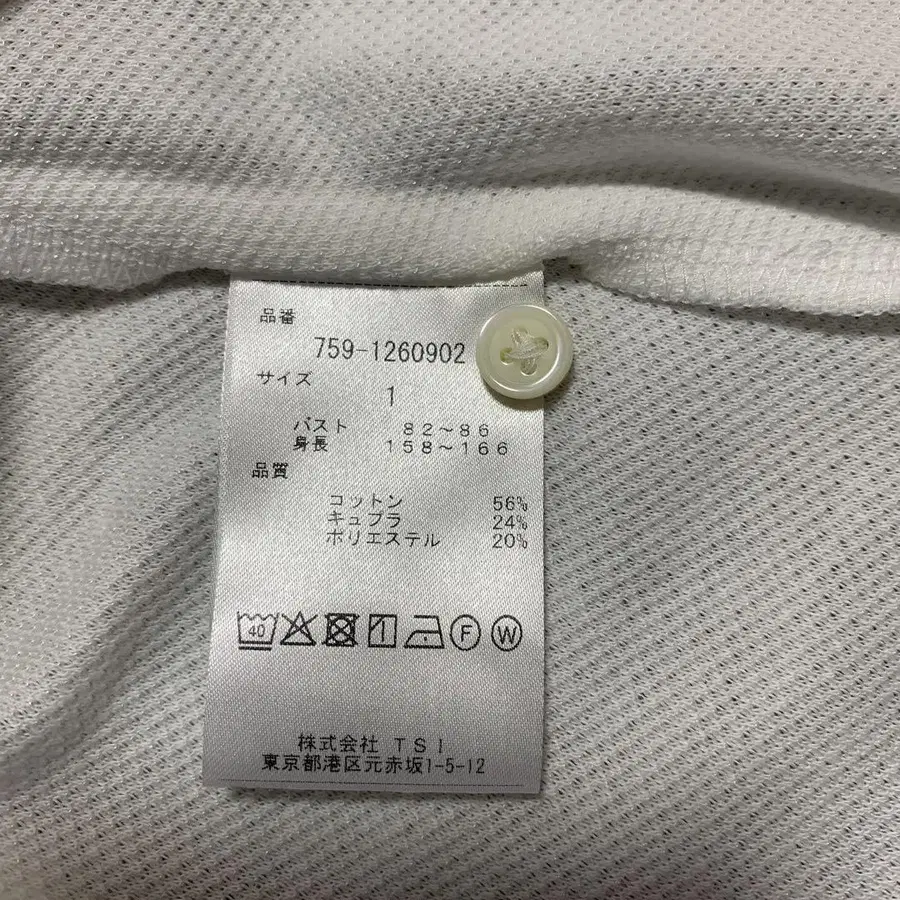 品番
759-1260902
サイズ
1
バスト 82〜86
身長 158〜166
品質
コットン 56%
キュプラ 24%
ポリエステル 20%
40 F W
株式会社 TSI
東京都港区元赤坂1-5-12